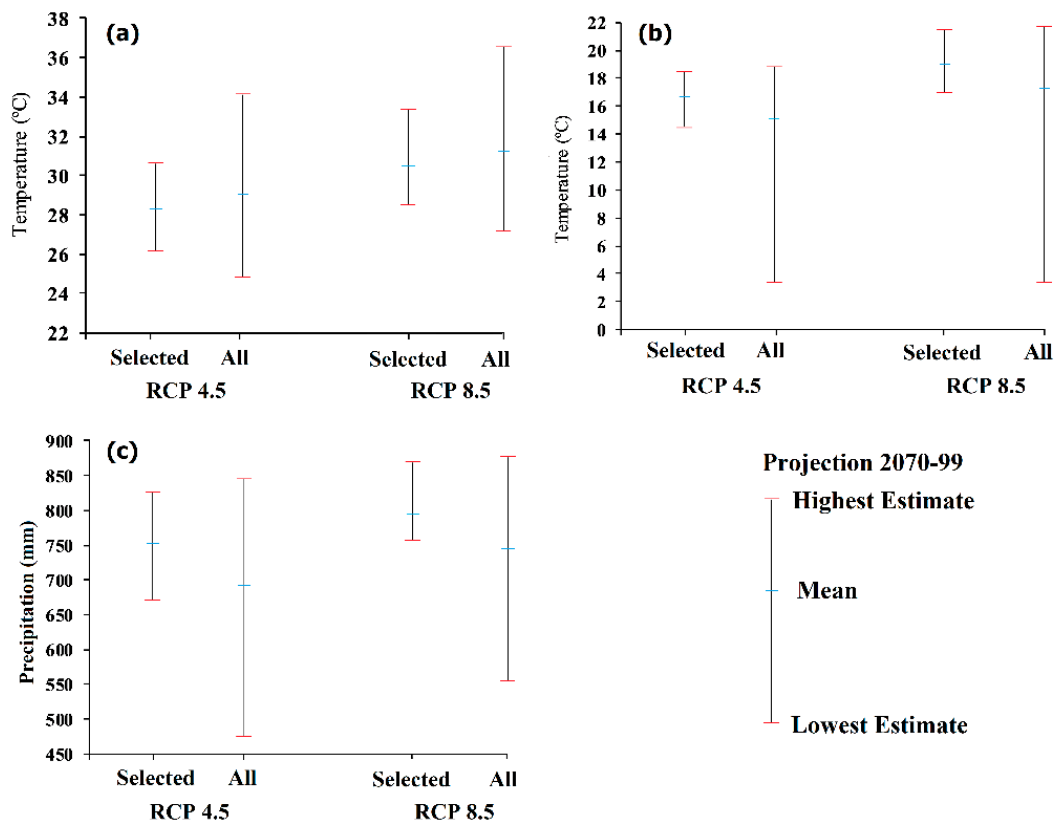 (a)
Temperature (°C)
38
36
34
32
30
28
26
24
22
Selected All Selected All
RCP 4.5 RCP 8.5
(b)
Temperature (°C)
22
20
18
16
14
12
10
8
6
4
2
0
Selected All Selected All
RCP 4.5 RCP 8.5
(c)
Precipitation (mm)
900
850
800
750
700
650
600
550
500
450
Selected All Selected All
RCP 4.5 RCP 8.5
Projection 2070-99
Highest Estimate
Mean
Lowest Estimate